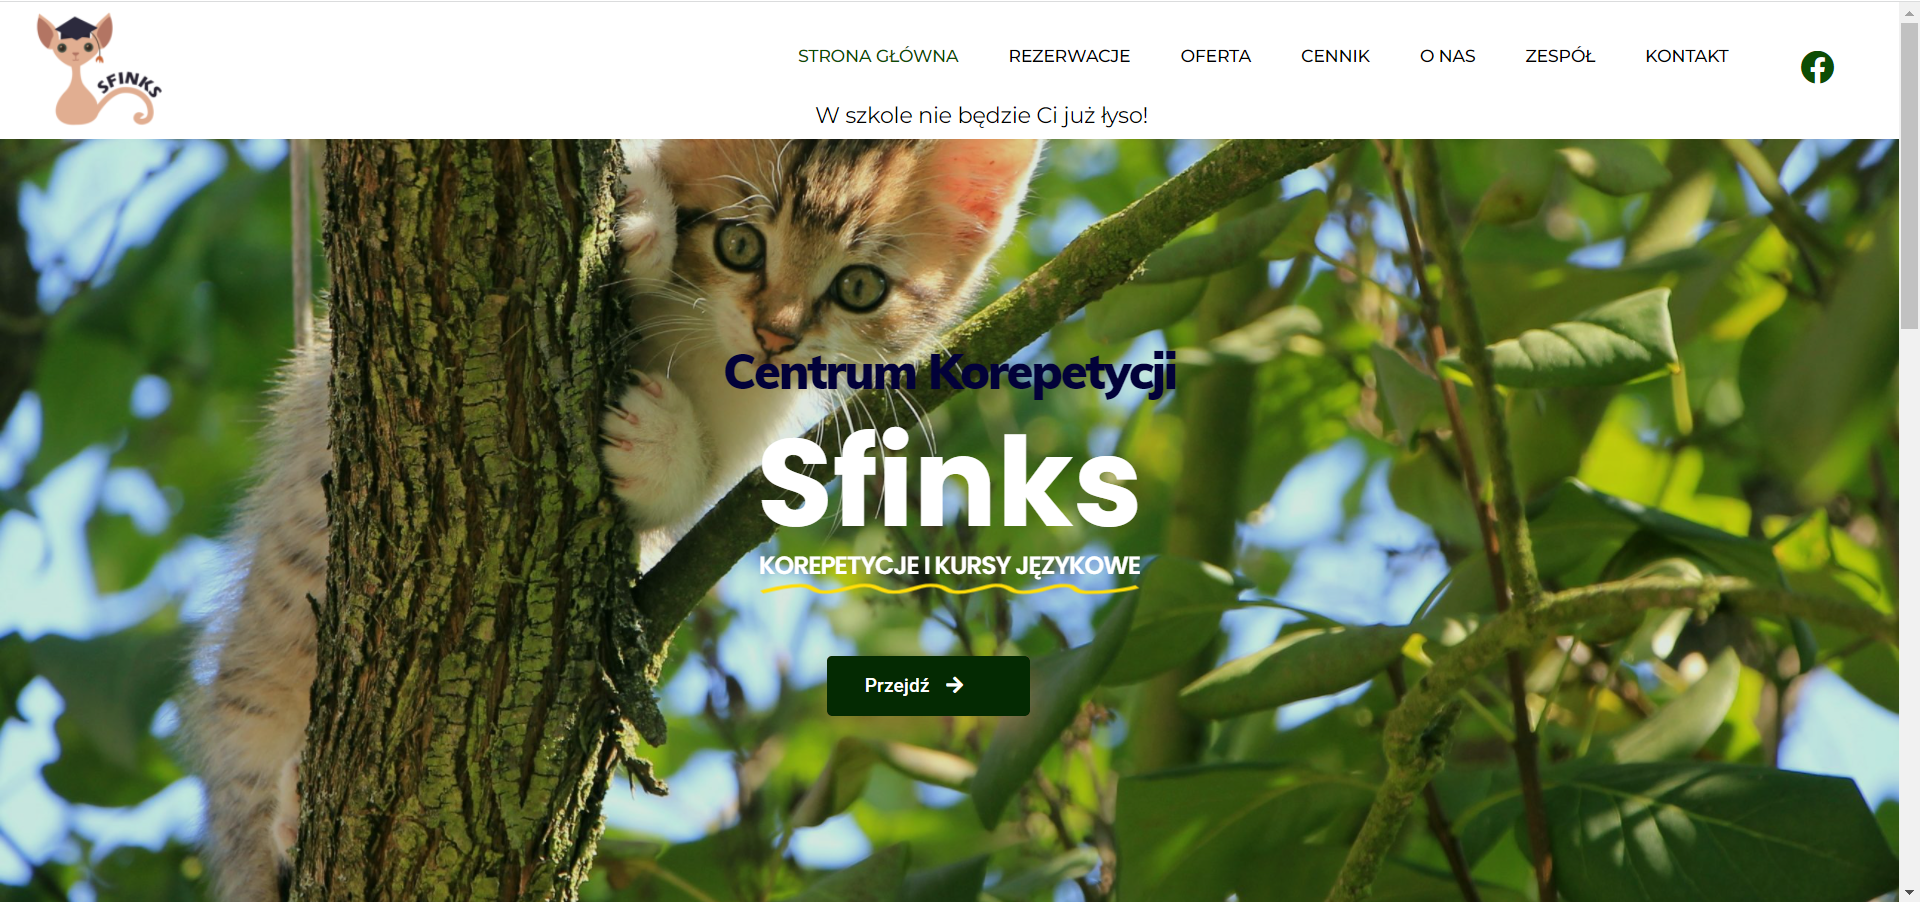 SFINKS
STRONA GŁÓWNA REZERWACJE OFERTA CENNIK O NAS ZESPÓŁ KONTAKT
W szkole nie będzie Ci już łyso!
Centrum Korepetycji
Sfinks
KOREPETYCJE I KURSY JĘZYKOWE
Przejdź